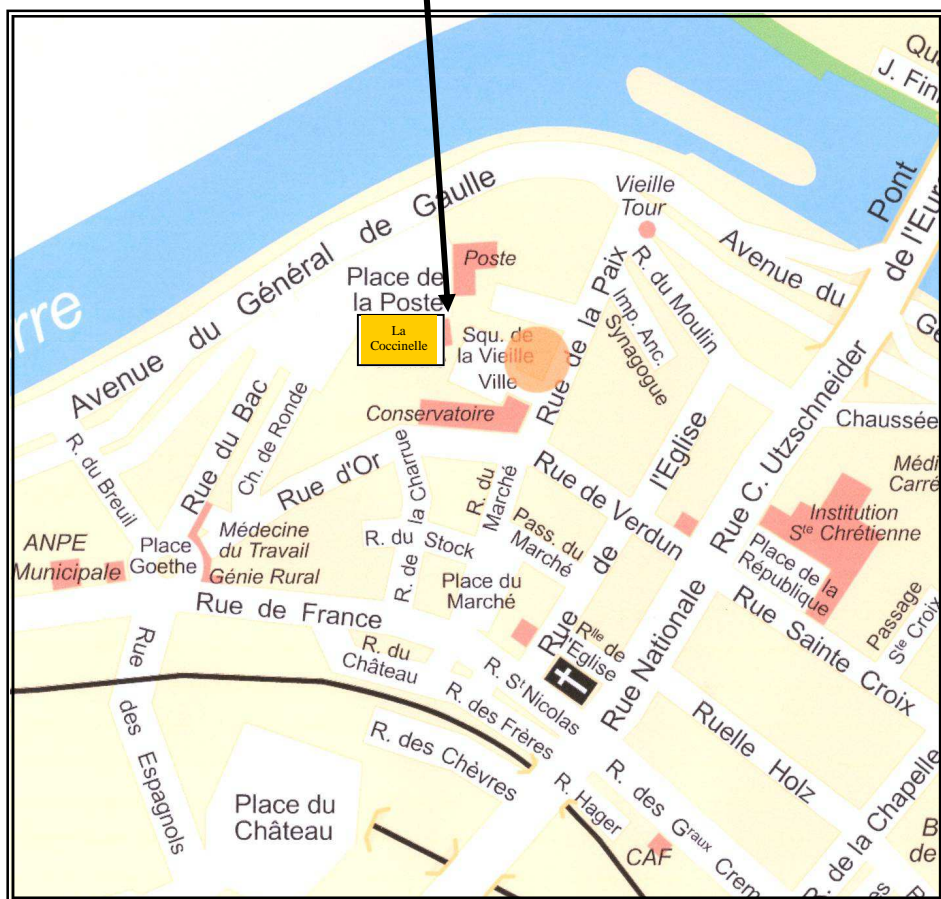 Qu
J. Fin
Pont
de l'Eur
Vieille
Tour
Avenue du Général de Gaulle
Avenue du
Ge
Poste
Place de
la Poste
La
Coccinelle
rre
Squ. de
la Vieille
Ville
Rue de la Paix
R. du Moulin
Imp. Anc.
Synagogue
Conservatoire
Rue du Bac
Ch. de Ronde
Rue d'Or
R. du Breuil
R. de la Charrue
R. du
Marché
Rue de Verdun
Rue de l'Eglise
Rue C. Utzschneider
Chaussée
Médi
Carré
Institution
Ste Chrétienne
Place de la
République
Passage
Ste Croix
ANPE
Municipale
Place
Goethe
Médecine
du Travail
Génie Rural
R. du Stock
Pass. du
Marché
Place du
Marché
Rue de France
Rue des Espagnols
R. du
Château
R. St Nicolas
Rlle de
l'Eglise
Rue Nationale
Rue Sainte Croix
R. des Frères
R. des Chèvres
Ruelle Holz
Place du
Château
R. Hager
R. des Graux Crem
CAF
R. de la Chapelle
B
de
es